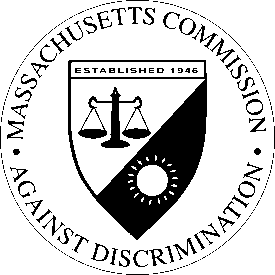 MASSACHUSETTS COMMISSION
ESTABLISHED 1946
• AGAINST DISCRIMINATION •